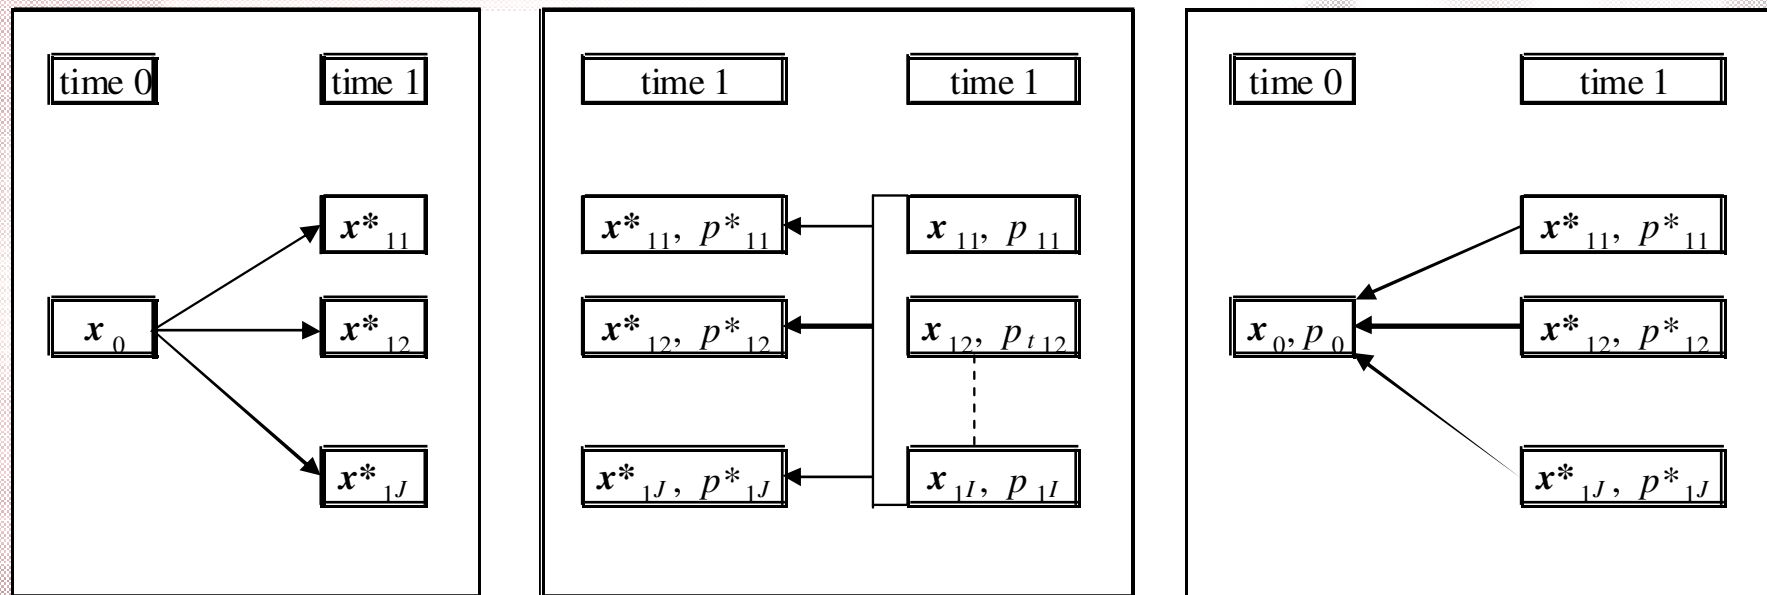 time 0 time 1
x*₁₁
x₀ x*₁₂
x*₁J
time 1 time 1
x*₁₁, p*₁₁ x₁₁, p₁₁
x*₁₂, p*₁₂ x₁₂, pₜ₁₂
x*₁J, p*₁J x₁I, p₁I
time 0 time 1
x*₁₁, p*₁₁
x₀, p₀ x*₁₂, p*₁₂
x*₁J, p*₁J